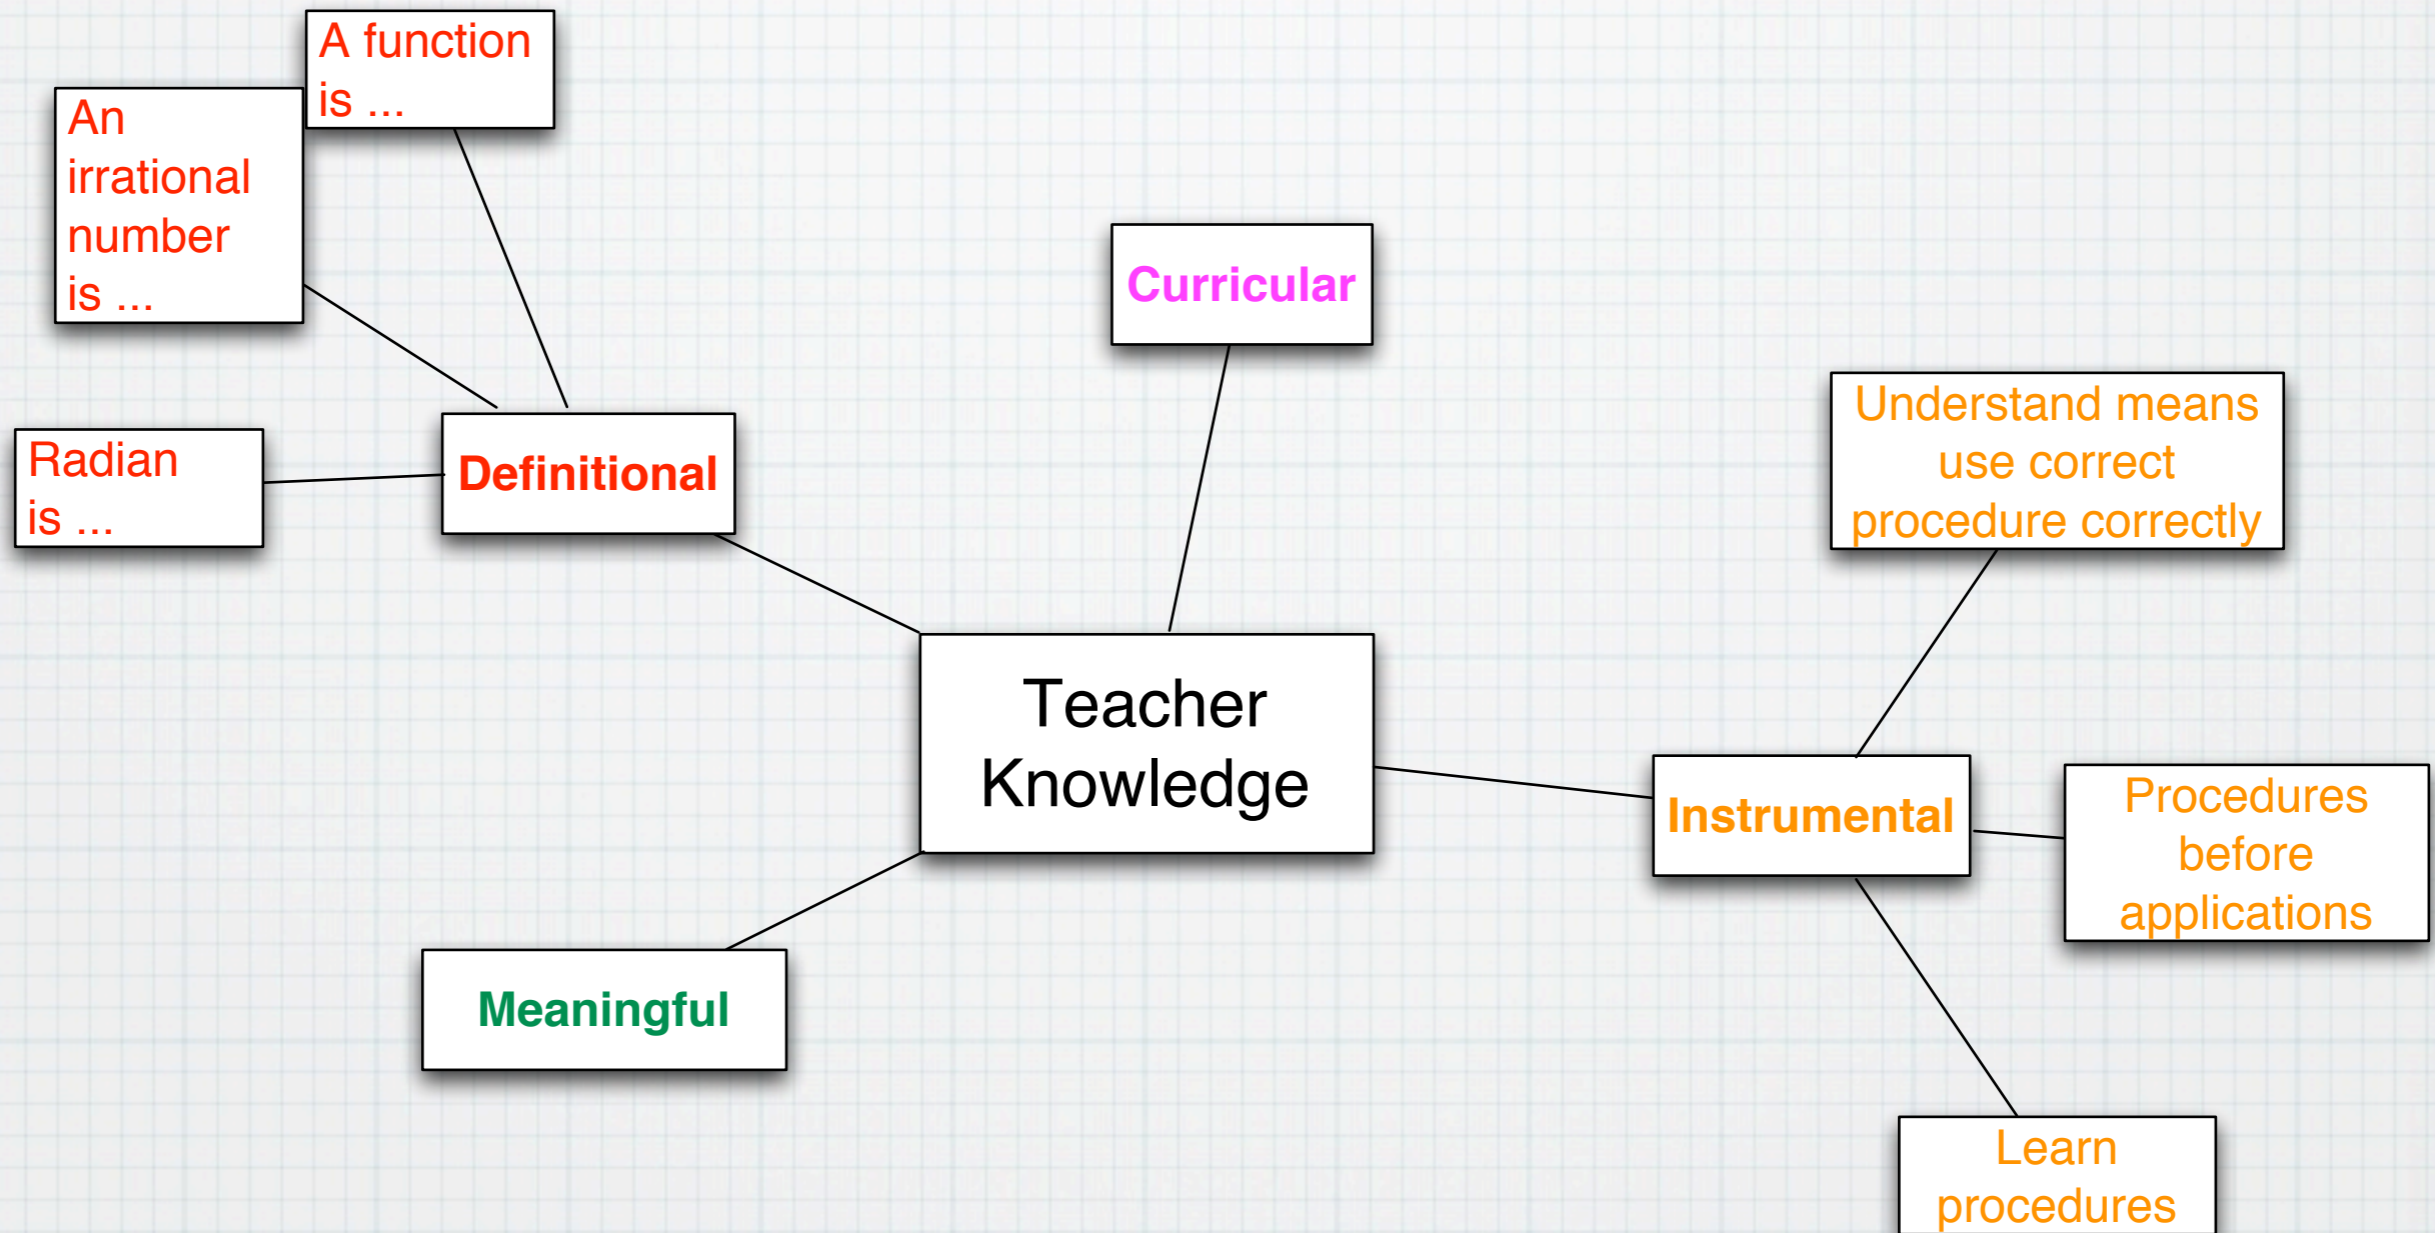 A function
is ...
An
irrational
number
is ...
Radian
is ...
Definitional
Curricular
Understand means
use correct
procedure correctly
Teacher
Knowledge
Instrumental
Procedures
before
applications
Meaningful
Learn
procedures